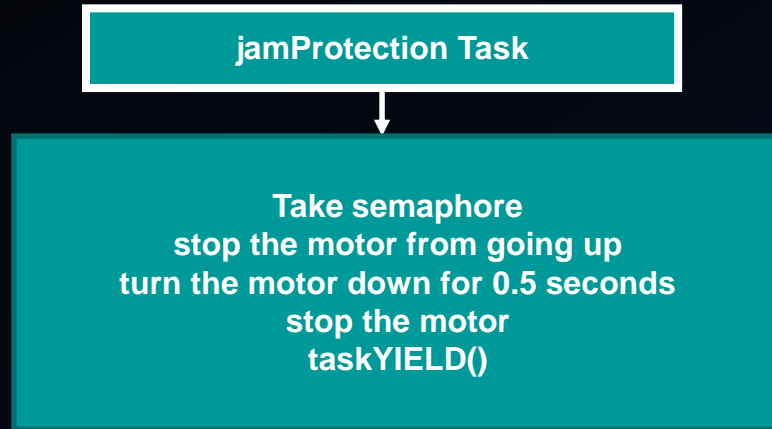 jamProtection Task
Take semaphore
stop the motor from going up
turn the motor down for 0.5 seconds
stop the motor
taskYIELD()